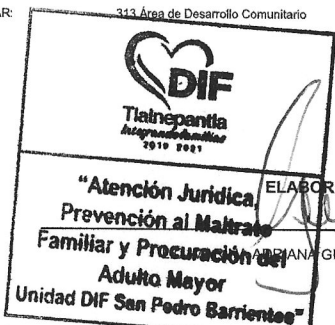 R:
313 Área de Desarrollo Comunitario
DIF
Tlalnepantla
Integrando familias
2019 2021
ELABOR
"Atención Jurídica,
Prevención al Maltrato
Familiar y Procuración del
Adulto Mayor
Unidad DIF San Pedro Barrientos"
ADRIANA GU